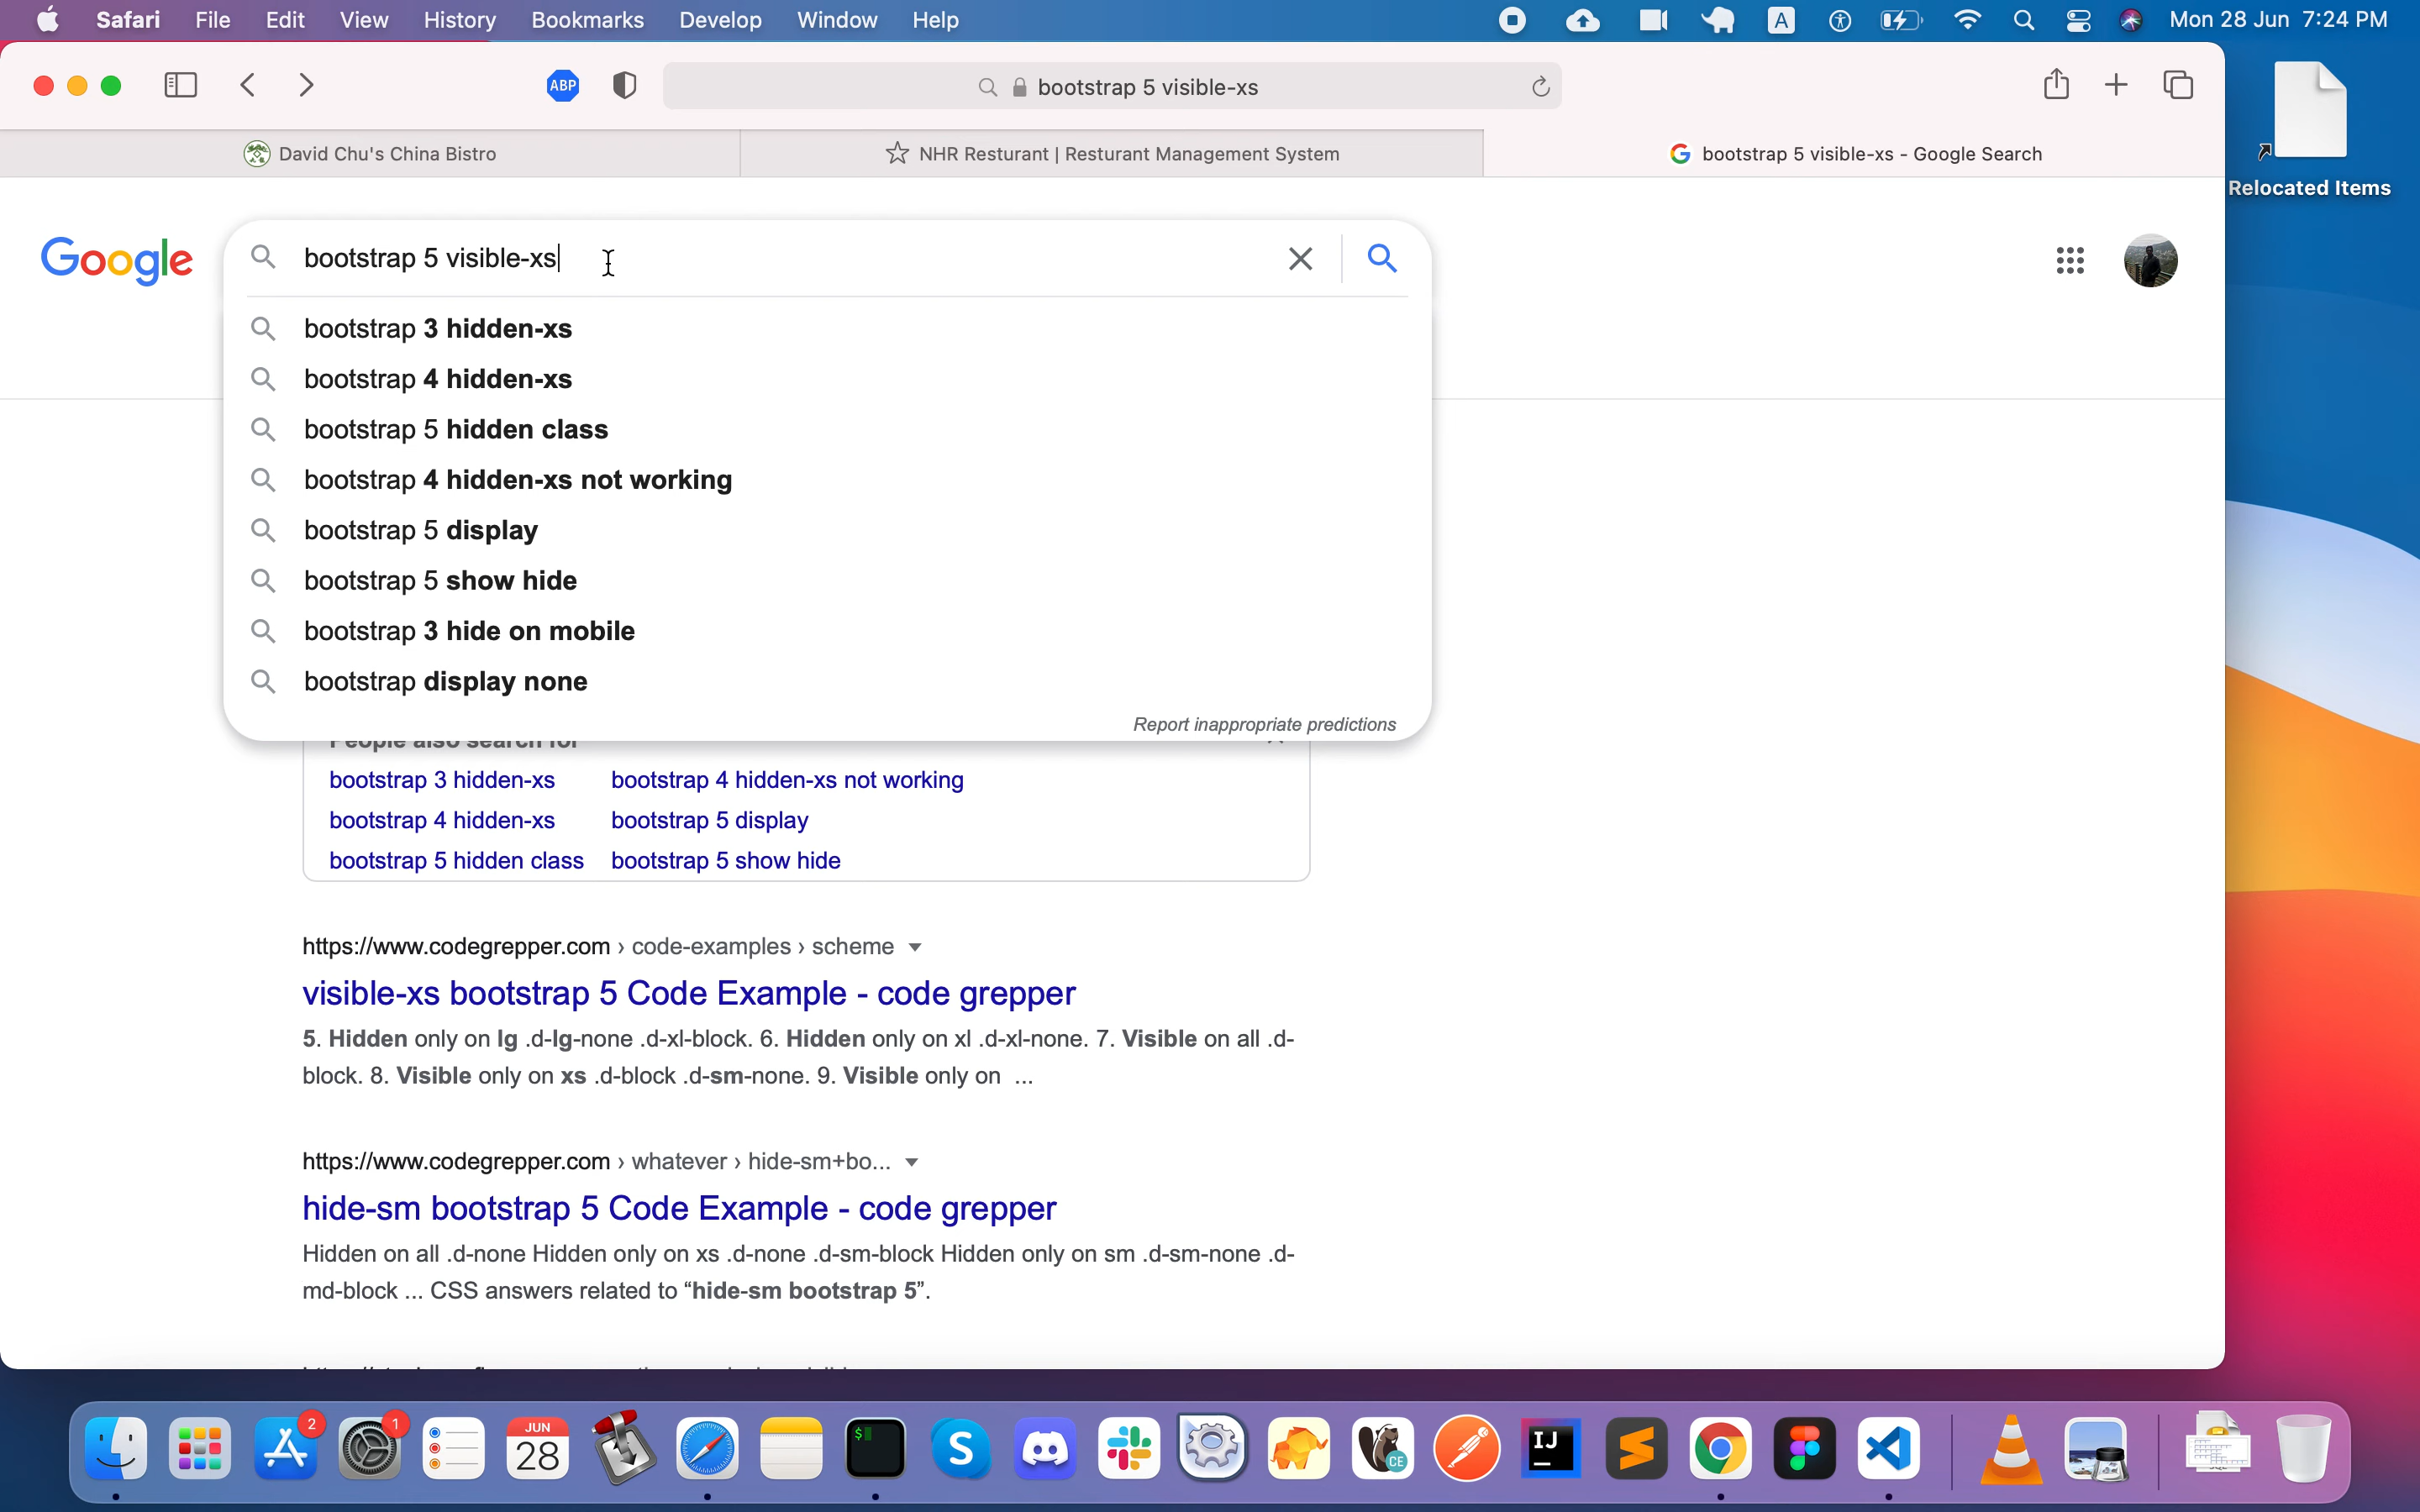 Safari File Edit View History Bookmarks Develop Window Help A Mon 28 Jun 7:24 PM
ABP bootstrap 5 visible-xs
David Chu's China Bistro NHR Resturant | Resturant Management System G bootstrap 5 visible-xs - Google Search
Relocated Items
Google bootstrap 5 visible-xs
bootstrap 3 hidden-xs
bootstrap 4 hidden-xs
bootstrap 5 hidden class
bootstrap 4 hidden-xs not working
bootstrap 5 display
bootstrap 5 show hide
bootstrap 3 hide on mobile
bootstrap display none
Report inappropriate predictions
People also search for
bootstrap 3 hidden-xs bootstrap 4 hidden-xs not working
bootstrap 4 hidden-xs bootstrap 5 display
bootstrap 5 hidden class bootstrap 5 show hide
https://www.codegrepper.com › code-examples › scheme
visible-xs bootstrap 5 Code Example - code grepper
5. Hidden only on lg .d-lg-none .d-xl-block. 6. Hidden only on xl .d-xl-none. 7. Visible on all .d-
block. 8. Visible only on xs .d-block .d-sm-none. 9. Visible only on ...
https://www.codegrepper.com › whatever › hide-sm+bo...
hide-sm bootstrap 5 Code Example - code grepper
Hidden on all .d-none Hidden only on xs .d-none .d-sm-block Hidden only on sm .d-sm-none .d-
md-block ... CSS answers related to “hide-sm bootstrap 5”.
2 1 JUN 28 $ S CE IJ